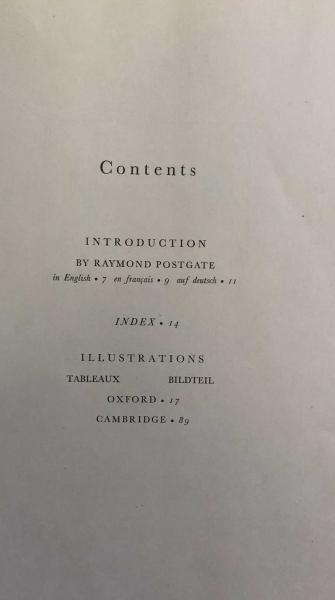 Contents
INTRODUCTION
BY RAYMOND POSTGATE
in English • 7 en français • 9 auf deutsch • 11
INDEX • 14
ILLUSTRATIONS
TABLEAUX BILDTEIL
OXFORD • 17
CAMBRIDGE • 89